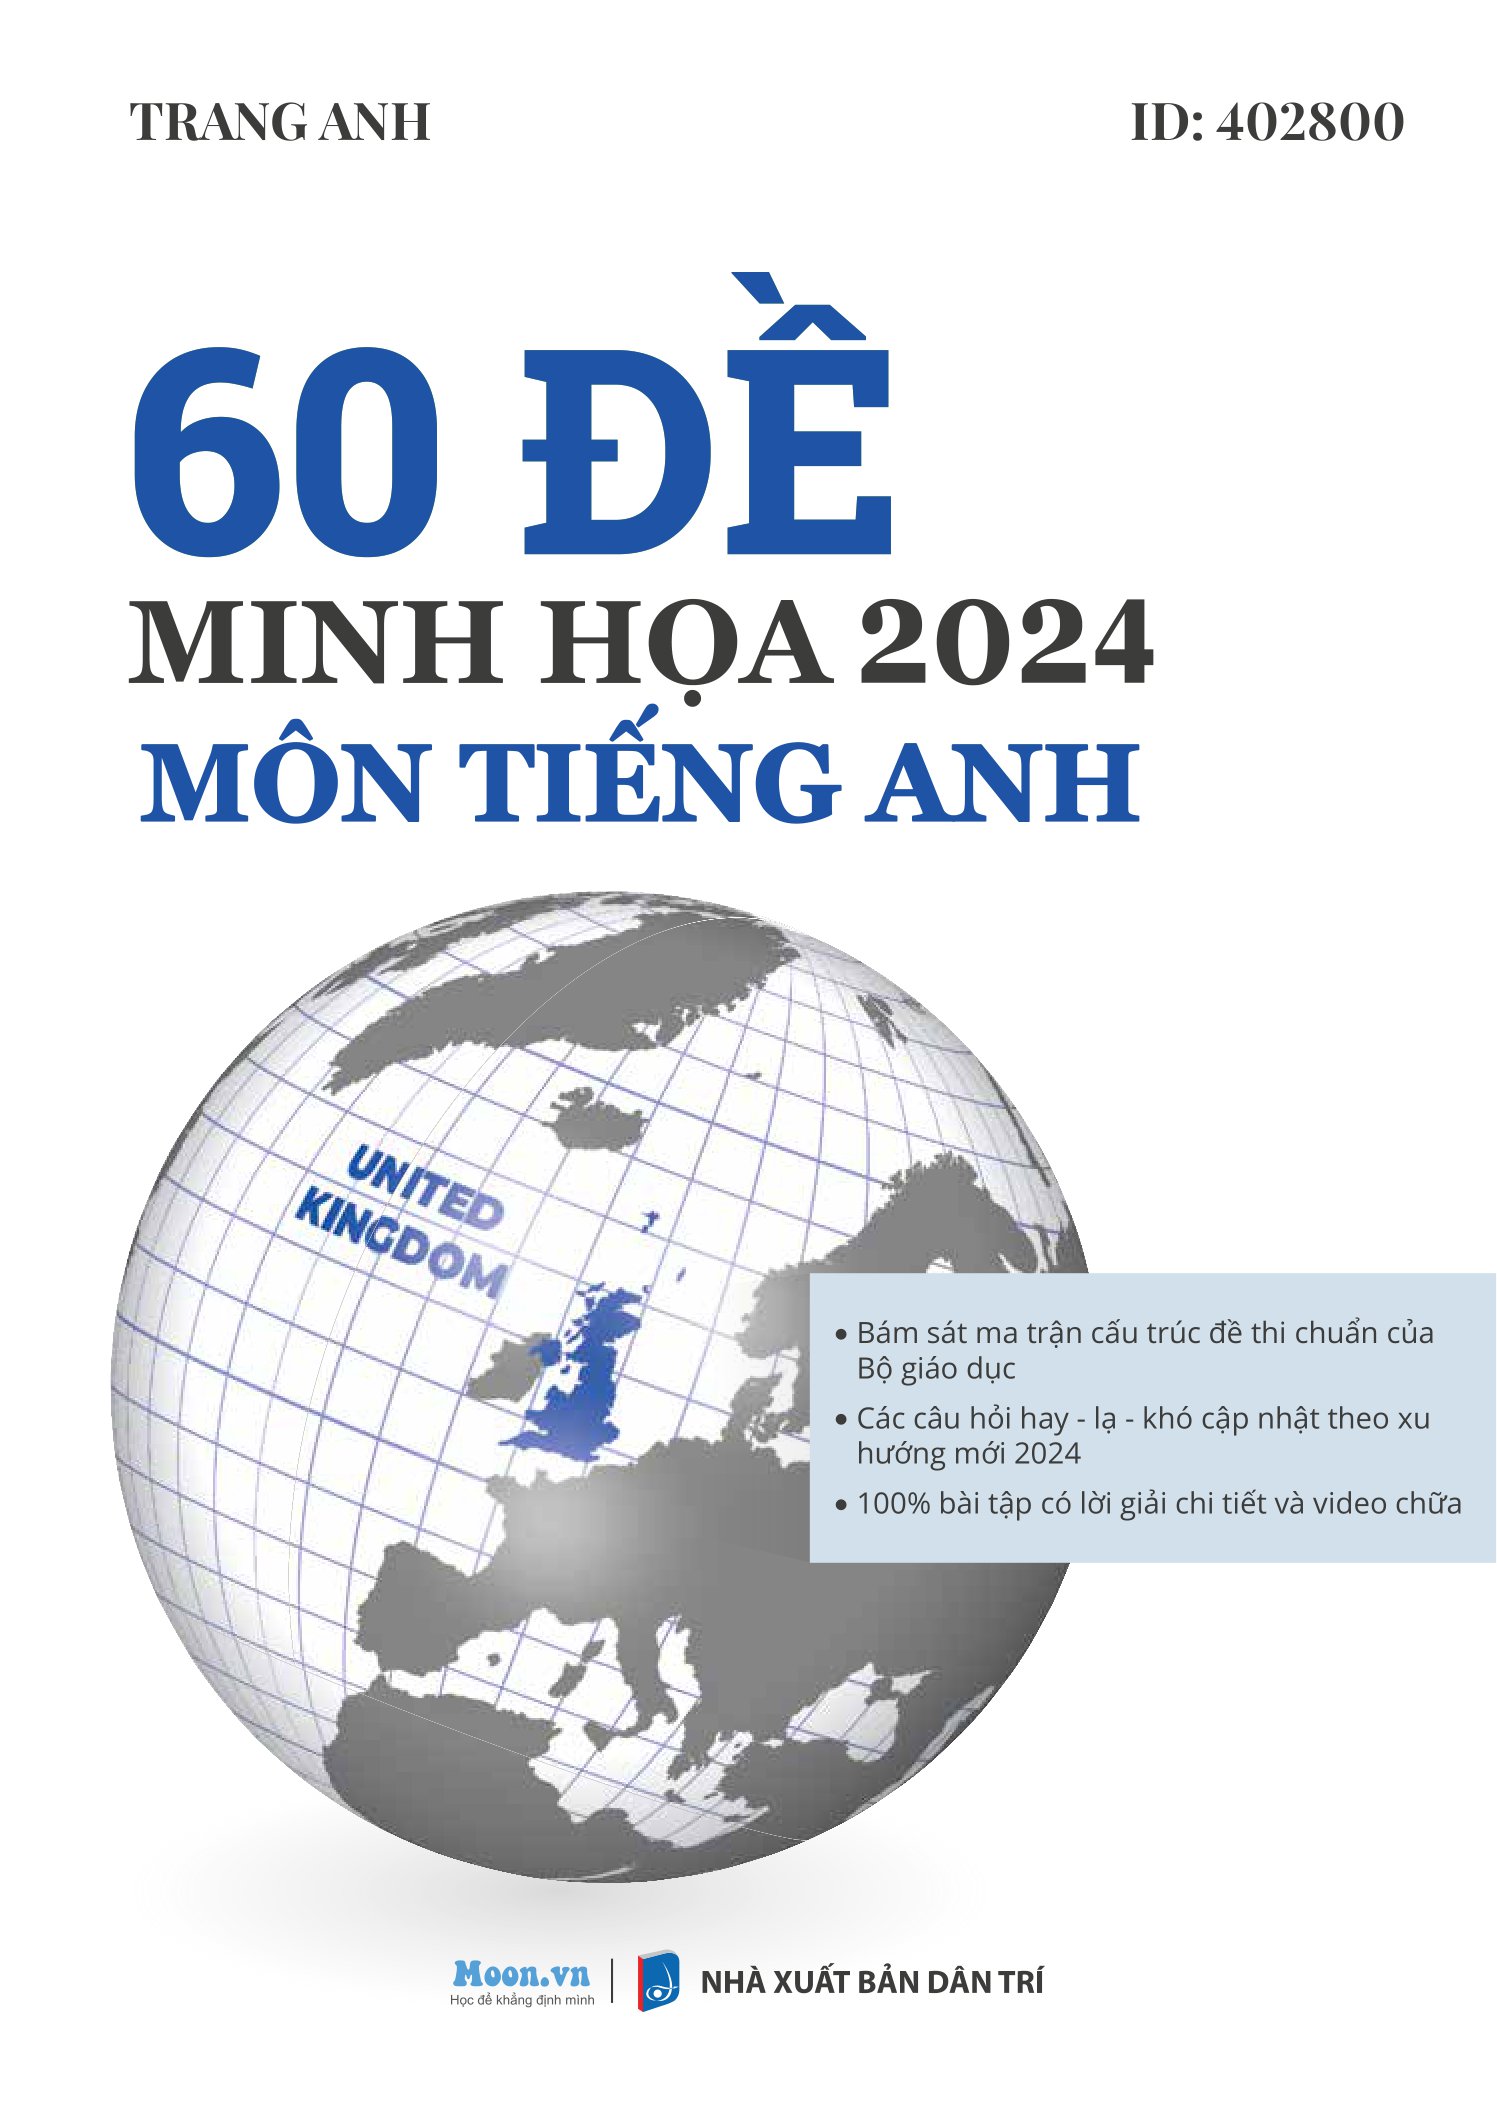 TRANG ANH
ID: 402800
60 ĐỀ
MINH HỌA 2024
MÔN TIẾNG ANH
UNITED
KINGDOM
• Bám sát ma trận cấu trúc đề thi chuẩn của
Bộ giáo dục
• Các câu hỏi hay - lạ - khó cập nhật theo xu
hướng mới 2024
• 100% bài tập có lời giải chi tiết và video chữa
Moon.vn
Học để khẳng định mình
NHÀ XUẤT BẢN DÂN TRÍ